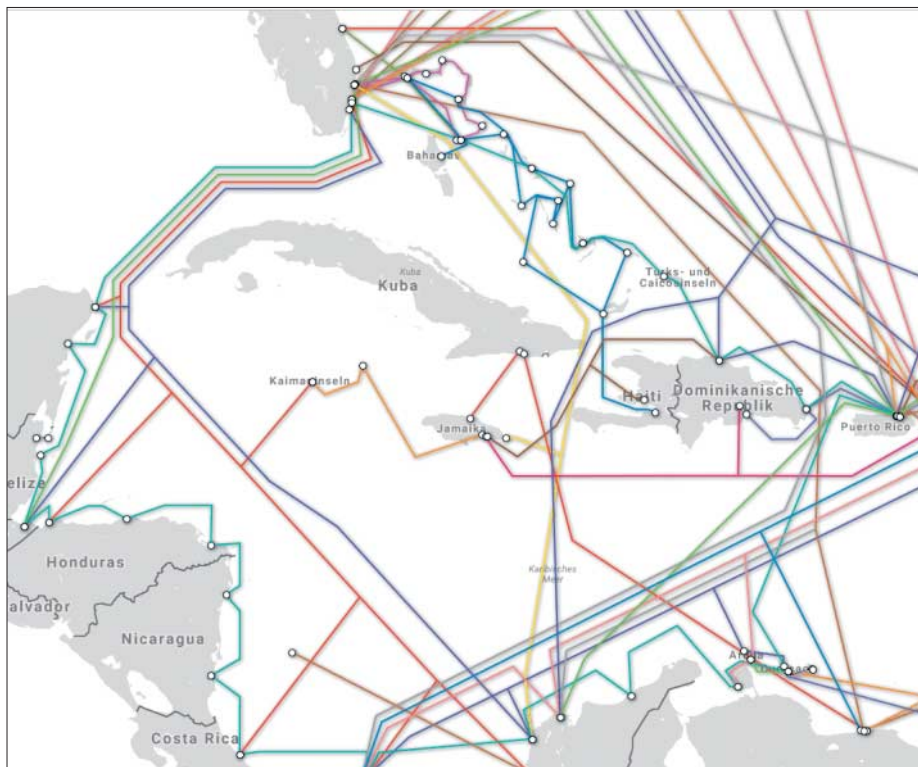 Bahamas
Kuba
Kuba
Turks- und
Caicosinseln
Kaimaninseln
Haiti
Dominikanische
Republik
Jamaika
Puerto Rico
elize
Honduras
Karibisches
Meer
alvador
Nicaragua
Costa Rica